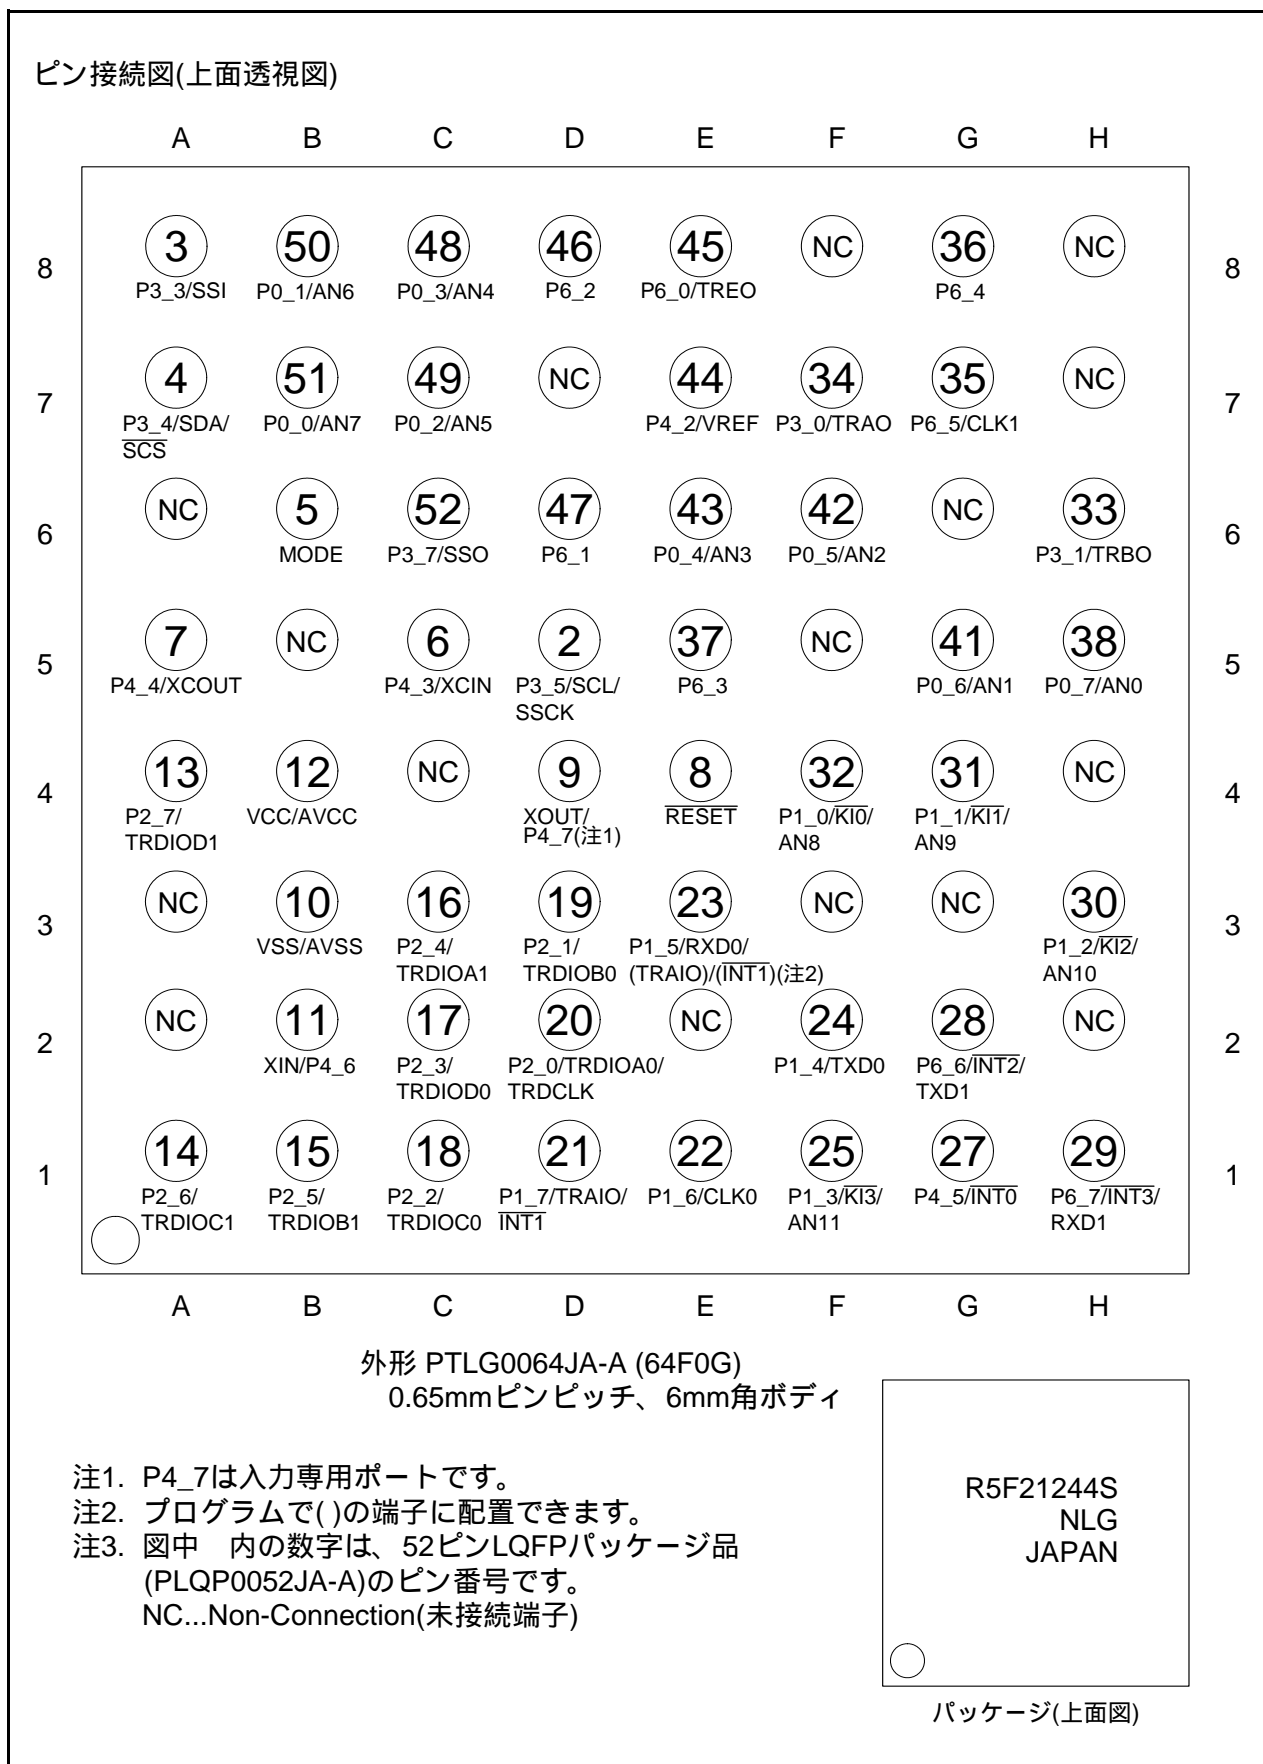 ピン接続図(上面透視図)
A B C D E F G H
8 3 50 48 46 45 NC 36 NC 8
P3_3/SSI P0_1/AN6 P0_3/AN4 P6_2 P6_0/TREO P6_4
7 4 51 49 NC 44 34 35 NC 7
P3_4/SDA/ P0_0/AN7 P0_2/AN5 P4_2/VREF P3_0/TRAO P6_5/CLK1
SCS
6 NC 5 52 47 43 42 NC 33 6
MODE P3_7/SSO P6_1 P0_4/AN3 P0_5/AN2 P3_1/TRBO
5 7 NC 6 2 37 NC 41 38 5
P4_4/XCOUT P4_3/XCIN P3_5/SCL/ P6_3 P0_6/AN1 P0_7/AN0
SSCK
4 13 12 NC 9 8 32 31 NC 4
P2_7/ VCC/AVCC XOUT/ RESET P1_0/KI0/ P1_1/KI1/
TRDIOD1 P4_7(注1) AN8 AN9
3 NC 10 16 19 23 NC NC 30 3
VSS/AVSS P2_4/ P2_1/ P1_5/RXD0/ P1_2/KI2/
TRDIOA1 TRDIOB0 (TRAIO)/(INT1)(注2) AN10
2 NC 11 17 20 NC 24 28 NC 2
XIN/P4_6 P2_3/ P2_0/TRDIOA0/ P1_4/TXD0 P6_6/INT2/
TRDIOD0 TRDCLK TXD1
1 14 15 18 21 22 25 27 29 1
P2_6/ P2_5/ P2_2/ P1_7/TRAIO/ P1_6/CLK0 P1_3/KI3/ P4_5/INT0 P6_7/INT3/
TRDIOC1 TRDIOB1 TRDIOC0 INT1 AN11 RXD1
A B C D E F G H
外形 PTLG0064JA-A (64F0G)
0.65mmピンピッチ、6mm角ボディ
注1. P4_7は入力専用ポートです。
注2. プログラムで( )の端子に配置できます。
注3. 図中　内の数字は、52ピンLQFPパッケージ品
(PLQP0052JA-A)のピン番号です。
NC...Non-Connection(未接続端子)
R5F21244S
NLG
JAPAN
パッケージ(上面図)